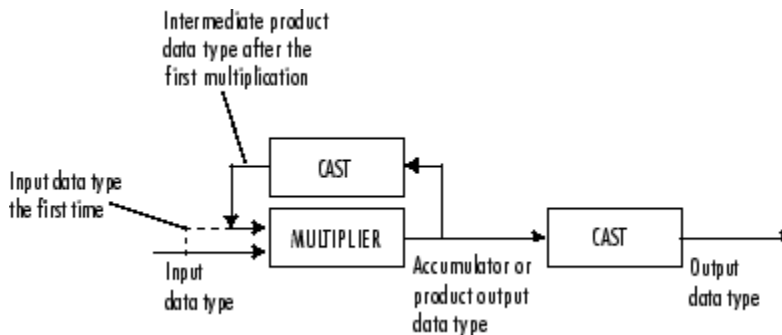 Intermediate product
data type after the
first multiplication
CAST
Input data type
the first time
MULTIPLIER
CAST
Input
data type
Accumulator or
product output
data type
Output
data type